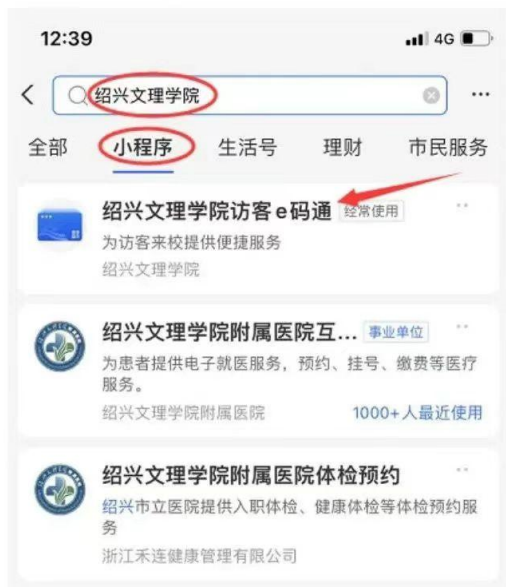 12:39
4G
绍兴文理学院
全部 小程序 生活号 理财 市民服务
绍兴文理学院访客e码通 经常使用
为访客来校提供便捷服务
绍兴文理学院
绍兴文理学院附属医院互... 事业单位
为患者提供电子就医服务，预约、挂号、缴费等医疗
服务。
绍兴文理学院附属医院 1000+人最近使用
绍兴文理学院附属医院体检预约
绍兴市立医院提供入职体检、健康体检等体检预约服
务
浙江禾连健康管理有限公司